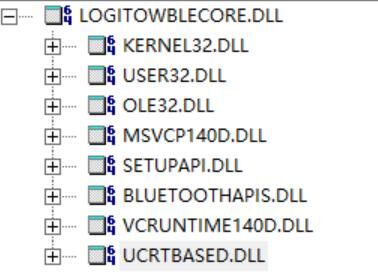 LOGITOWBLECORE.DLL
KERNEL32.DLL
USER32.DLL
OLE32.DLL
MSVCP140D.DLL
SETUPAPI.DLL
BLUETOOTHAPIS.DLL
VCRUNTIME140D.DLL
UCRTBASED.DLL